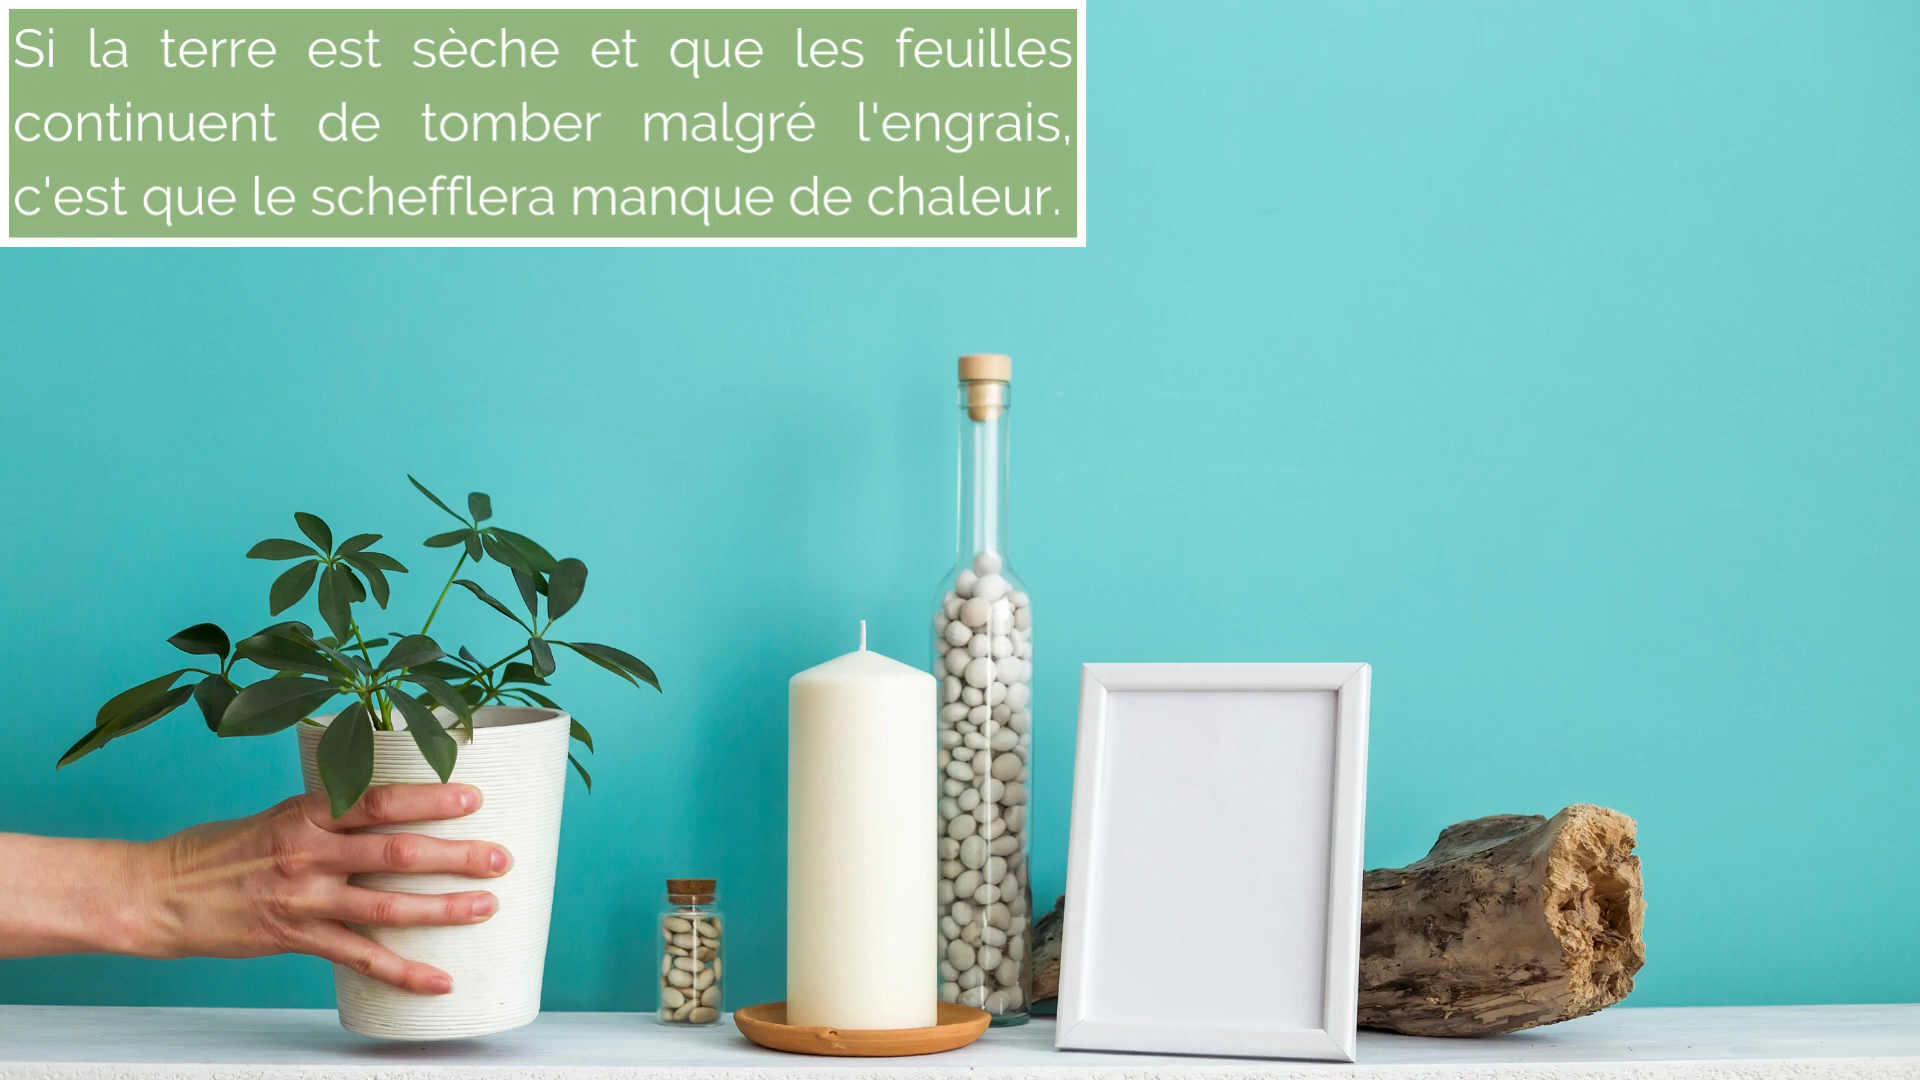 Si la terre est sèche et que les feuilles
continuent de tomber malgré l'engrais,
c'est que le schefflera manque de chaleur.